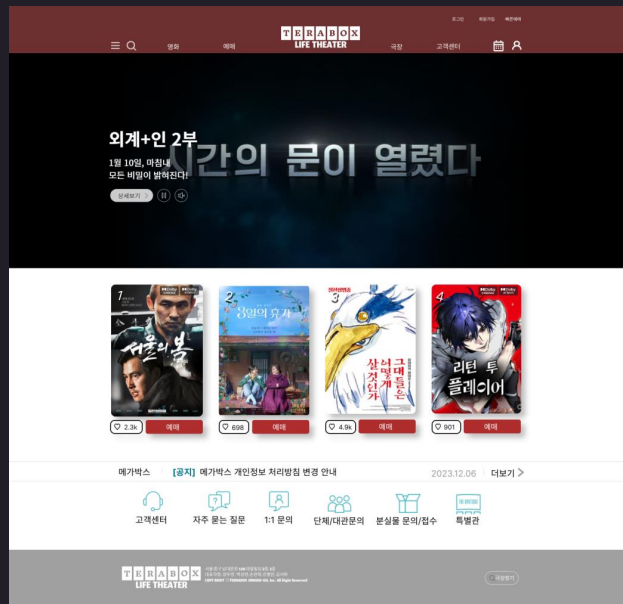 로그인 회원가입 빠른예매
TERABOX
LIFE THEATER
영화 예매 극장 고객센터
시간의 문이 열렸다
외계+인 2부
1월 10일, 마침내
모든 비밀이 밝혀진다!
상세보기
1
서울의 봄
2
3일의 휴가
3
그대들은
어떻게
살 것인가
4
리턴 투
플레이어
2.3k 예매
698 예매
4.9k 예매
901 예매
메가박스 [공지] 메가박스 개인정보 처리방침 변경 안내 2023.12.06 더보기
고객센터 자주 묻는 질문 1:1 문의 단체/대관문의 분실물 문의/접수 특별관
TERABOX
LIFE THEATER
극장찾기